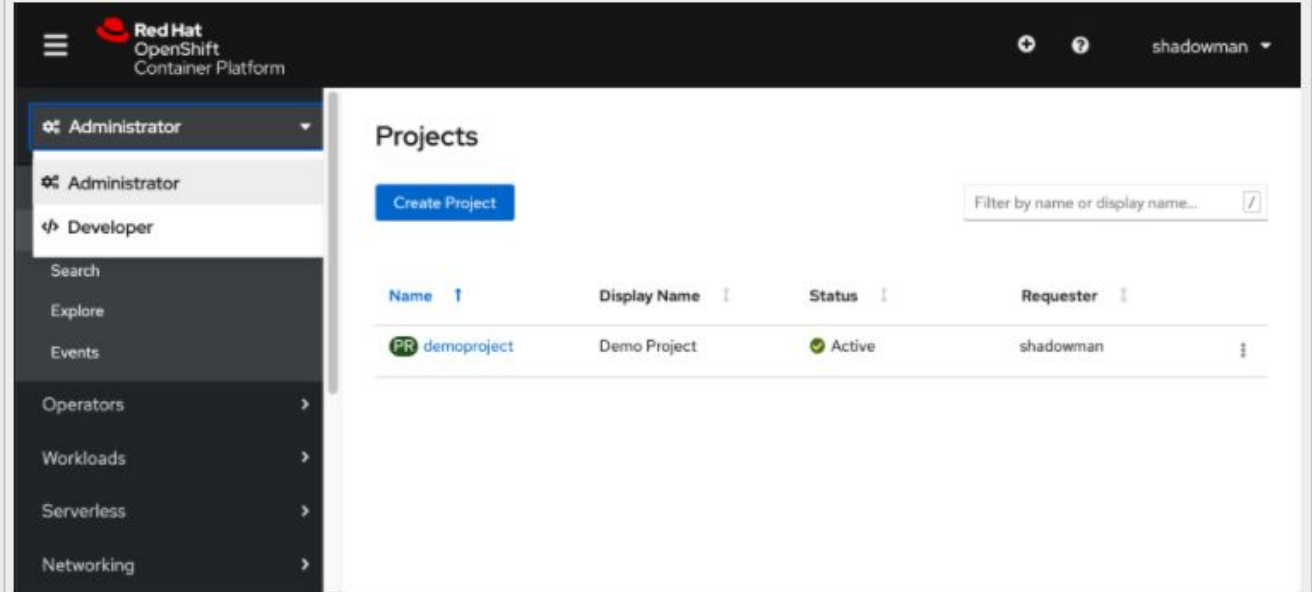 Red Hat
OpenShift
Container Platform
shadowman
Administrator
Administrator
Developer
Search
Explore
Events
Operators
Workloads
Serverless
Networking
Projects
Create Project
Filter by name or display name...
/
Name Display Name Status Requester
PR demoproject Demo Project Active shadowman